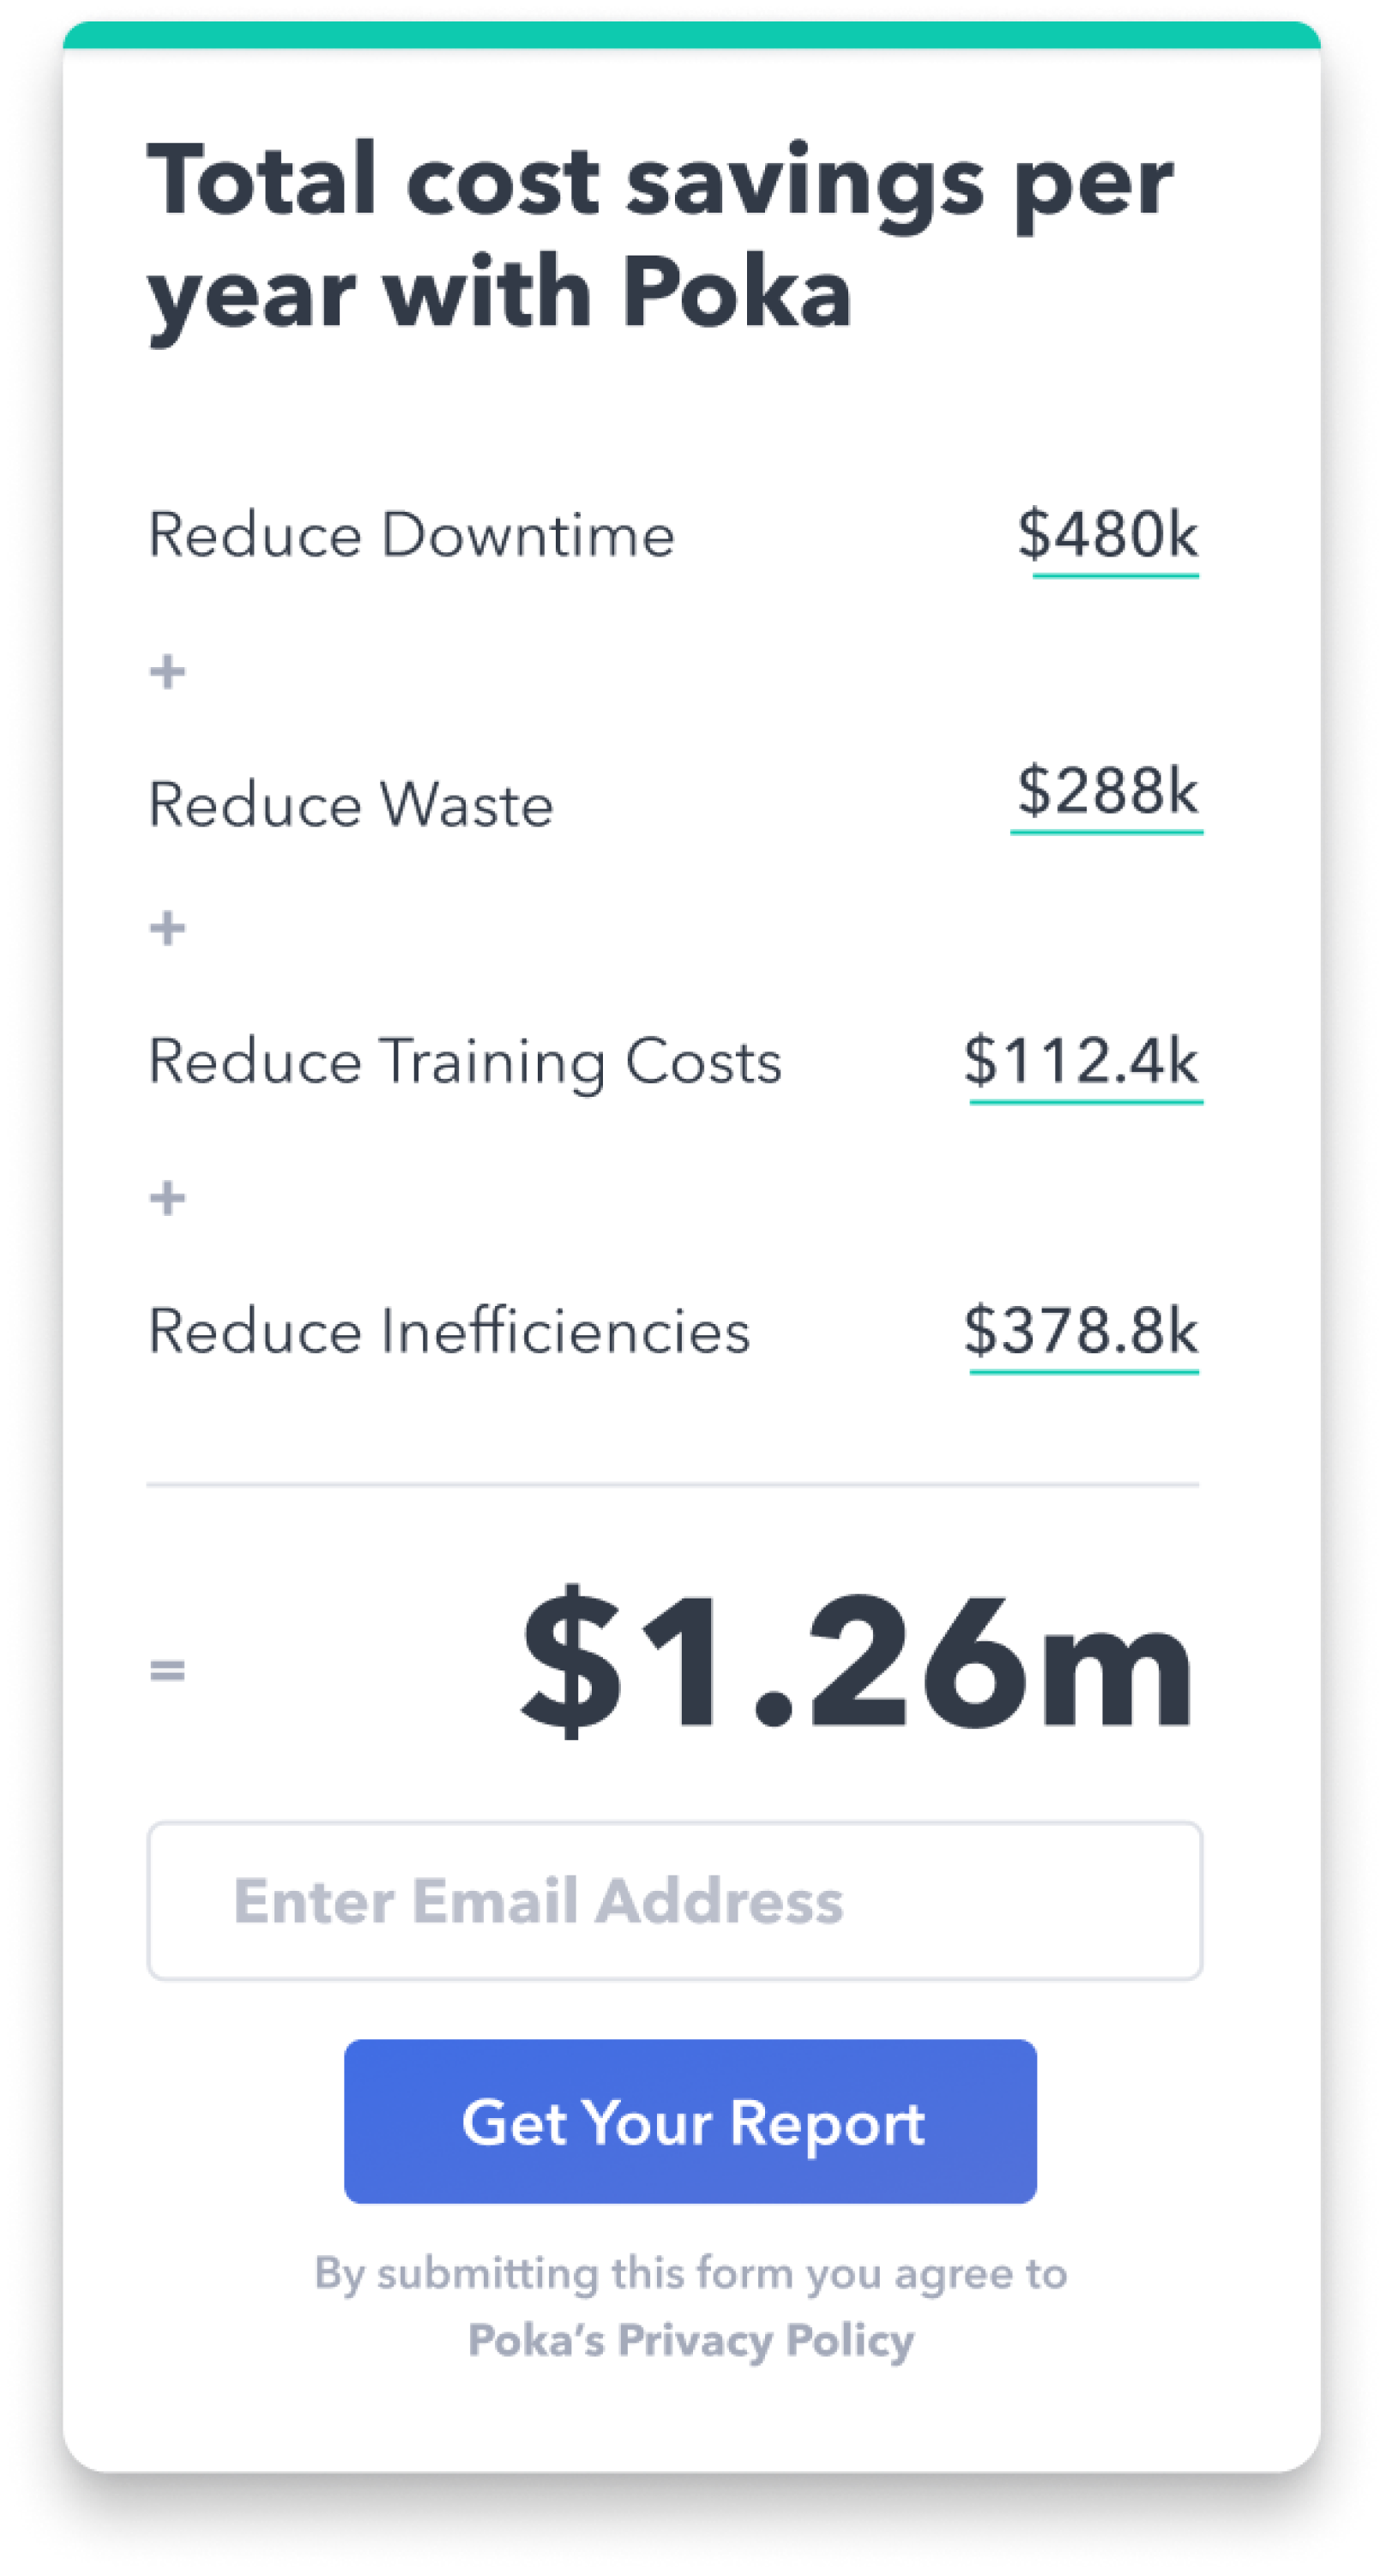 Total cost savings per
year with Poka
Reduce Downtime $480k
+
Reduce Waste $288k
+
Reduce Training Costs $112.4k
+
Reduce Inefficiencies $378.8k
= $1.26m
Enter Email Address
Get Your Report
By submitting this form you agree to
Poka’s Privacy Policy